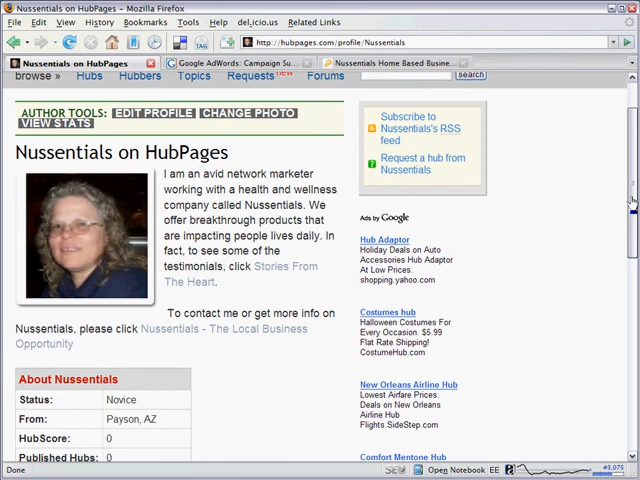 Nussentials on HubPages - Mozilla Firefox
File Edit View History Bookmarks Tools Help del.icio.us Related Links
TAG http://hubpages.com/profile/Nussentials
Nussentials on HubPages Google AdWords: Campaign Su... Nussentials Home Based Busine...
browse » Hubs Hubbers Topics Requests new Forums search
AUTHOR TOOLS: EDIT PROFILE CHANGE PHOTO
VIEW STATS
Nussentials on HubPages
I am an avid network marketer
working with a health and wellness
company called Nussentials. We
offer breakthrough products that
are impacting people lives daily. In
fact, to see some of the
testimonials, click Stories From
The Heart.
To contact me or get more info on
Nussentials, please click Nussentials - The Local Business
Opportunity
About Nussentials
Status: Novice
From: Payson, AZ
HubScore: 0
Published Hubs: 0
Subscribe to
Nussentials's RSS
feed
Request a hub from
Nussentials
Ads by Google
Hub Adaptor
Holiday Deals on Auto
Accessories Hub Adaptor
At Low Prices.
shopping.yahoo.com
Costumes hub
Halloween Costumes For
Every Occasion. $5.99
Flat Rate Shipping!
CostumeHub.com
New Orleans Airline Hub
Lowest Airfare Prices.
Deals on New Orleans
Airline Hub
Flights.SideStep.com
Comfort Mentone Hub
Done SEO Open Notebook EE #3,075